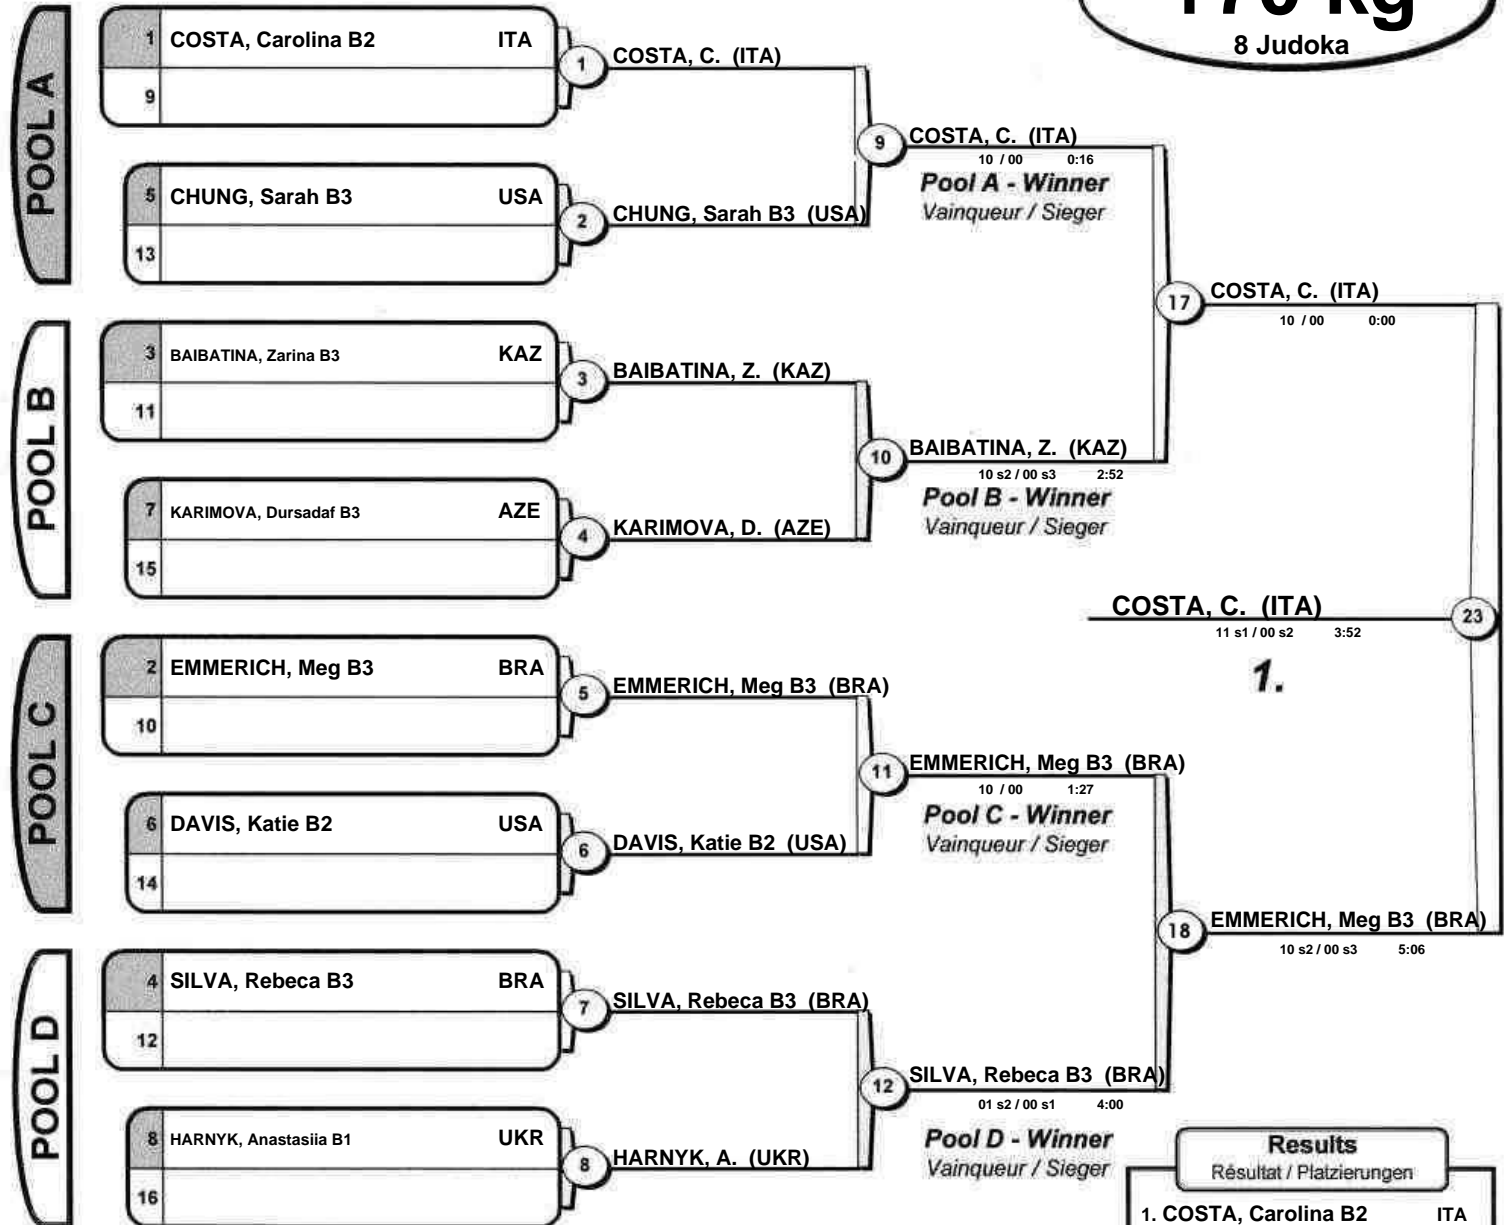 8 Judoka
POOL A
1 COSTA, Carolina B2 ITA
9
5 CHUNG, Sarah B3 USA
13
1 COSTA, C. (ITA)
2 CHUNG, Sarah B3 (USA)
9 COSTA, C. (ITA)
10 / 00 0:16
Pool A - Winner
Vainqueur / Sieger
POOL B
3 BAIBATINA, Zarina B3 KAZ
11
7 KARIMOVA, Dursadaf B3 AZE
15
3 BAIBATINA, Z. (KAZ)
4 KARIMOVA, D. (AZE)
10 BAIBATINA, Z. (KAZ)
10 s2 / 00 s3 2:52
Pool B - Winner
Vainqueur / Sieger
17 COSTA, C. (ITA)
10 / 00 0:00
POOL C
2 EMMERICH, Meg B3 BRA
10
6 DAVIS, Katie B2 USA
14
5 EMMERICH, Meg B3 (BRA)
6 DAVIS, Katie B2 (USA)
11 EMMERICH, Meg B3 (BRA)
10 / 00 1:27
Pool C - Winner
Vainqueur / Sieger
POOL D
4 SILVA, Rebeca B3 BRA
12
8 HARNYK, Anastasiia B1 UKR
16
7 SILVA, Rebeca B3 (BRA)
8 HARNYK, A. (UKR)
12 SILVA, Rebeca B3 (BRA)
01 s2 / 00 s1 4:00
Pool D - Winner
Vainqueur / Sieger
18 EMMERICH, Meg B3 (BRA)
10 s2 / 00 s3 5:06
COSTA, C. (ITA) 23
11 s1 / 00 s2 3:52
1.
Results
Résultat / Platzierungen
1. COSTA, Carolina B2 ITA